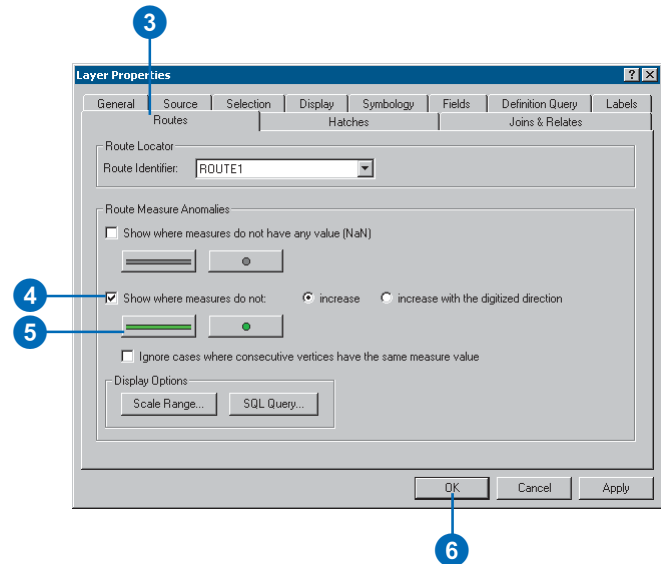 3
Layer Properties
General Source Selection Display Symbology Fields Definition Query Labels
Routes Hatches Joins & Relates
Route Locator
Route Identifier: ROUTE1
Route Measure Anomalies
Show where measures do not have any value (NaN)
4
Show where measures do not: increase increase with the digitized direction
5
Ignore cases where consecutive vertices have the same measure value
Display Options
Scale Range... SQL Query...
OK Cancel Apply
6